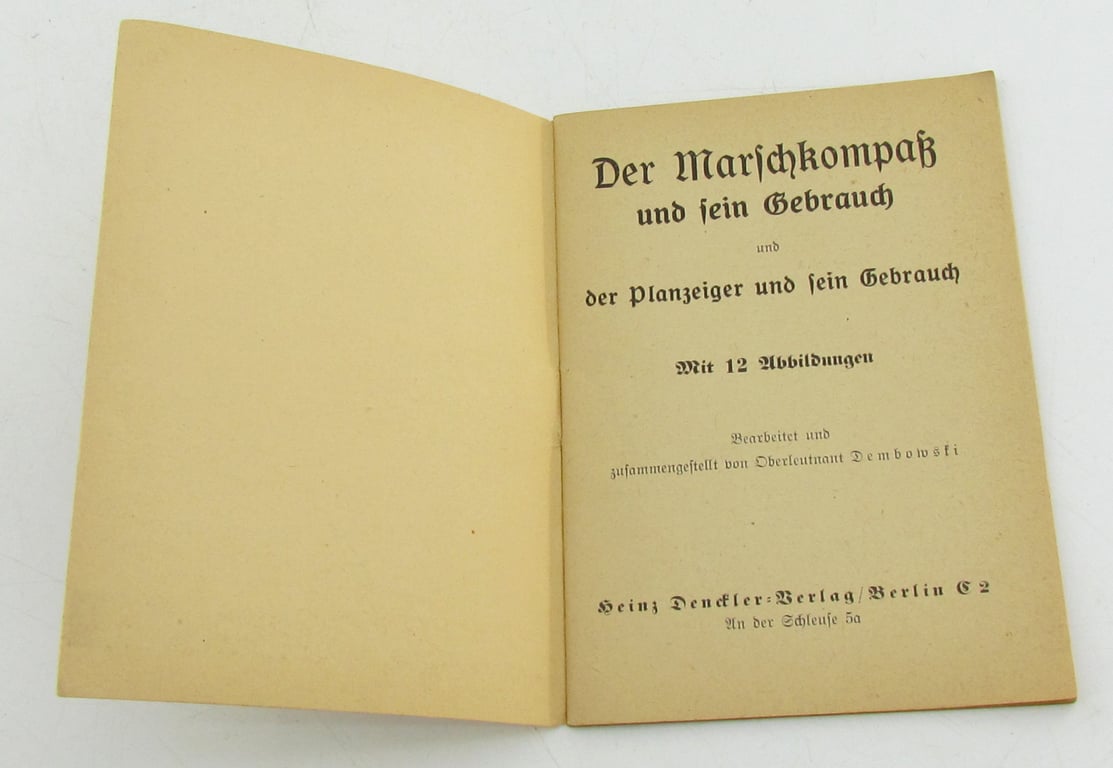 Der Marschkompaß
und sein Gebrauch
und
der Planzeiger und sein Gebrauch
Mit 12 Abbildungen
Bearbeitet und
zusammengestellt von Oberleutnant Dembowski
Heinz Denckler-Verlag/Berlin C 2
An der Schleuse 5a